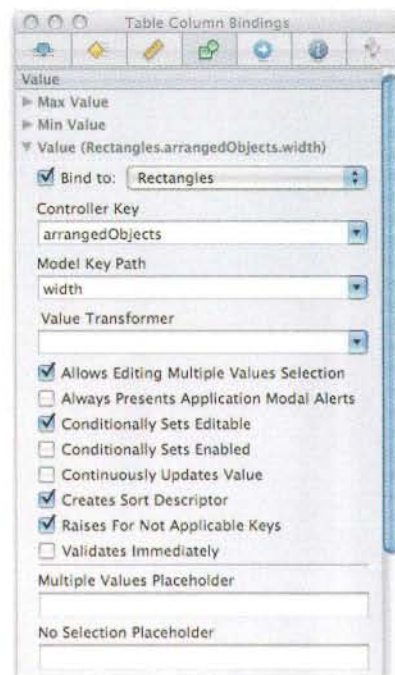 Table Column Bindings
Value
Max Value
Min Value
Value (Rectangles.arrangedObjects.width)
Bind to: Rectangles
Controller Key
arrangedObjects
Model Key Path
width
Value Transformer
Allows Editing Multiple Values Selection
Always Presents Application Modal Alerts
Conditionally Sets Editable
Conditionally Sets Enabled
Continuously Updates Value
Creates Sort Descriptor
Raises For Not Applicable Keys
Validates Immediately
Multiple Values Placeholder
No Selection Placeholder